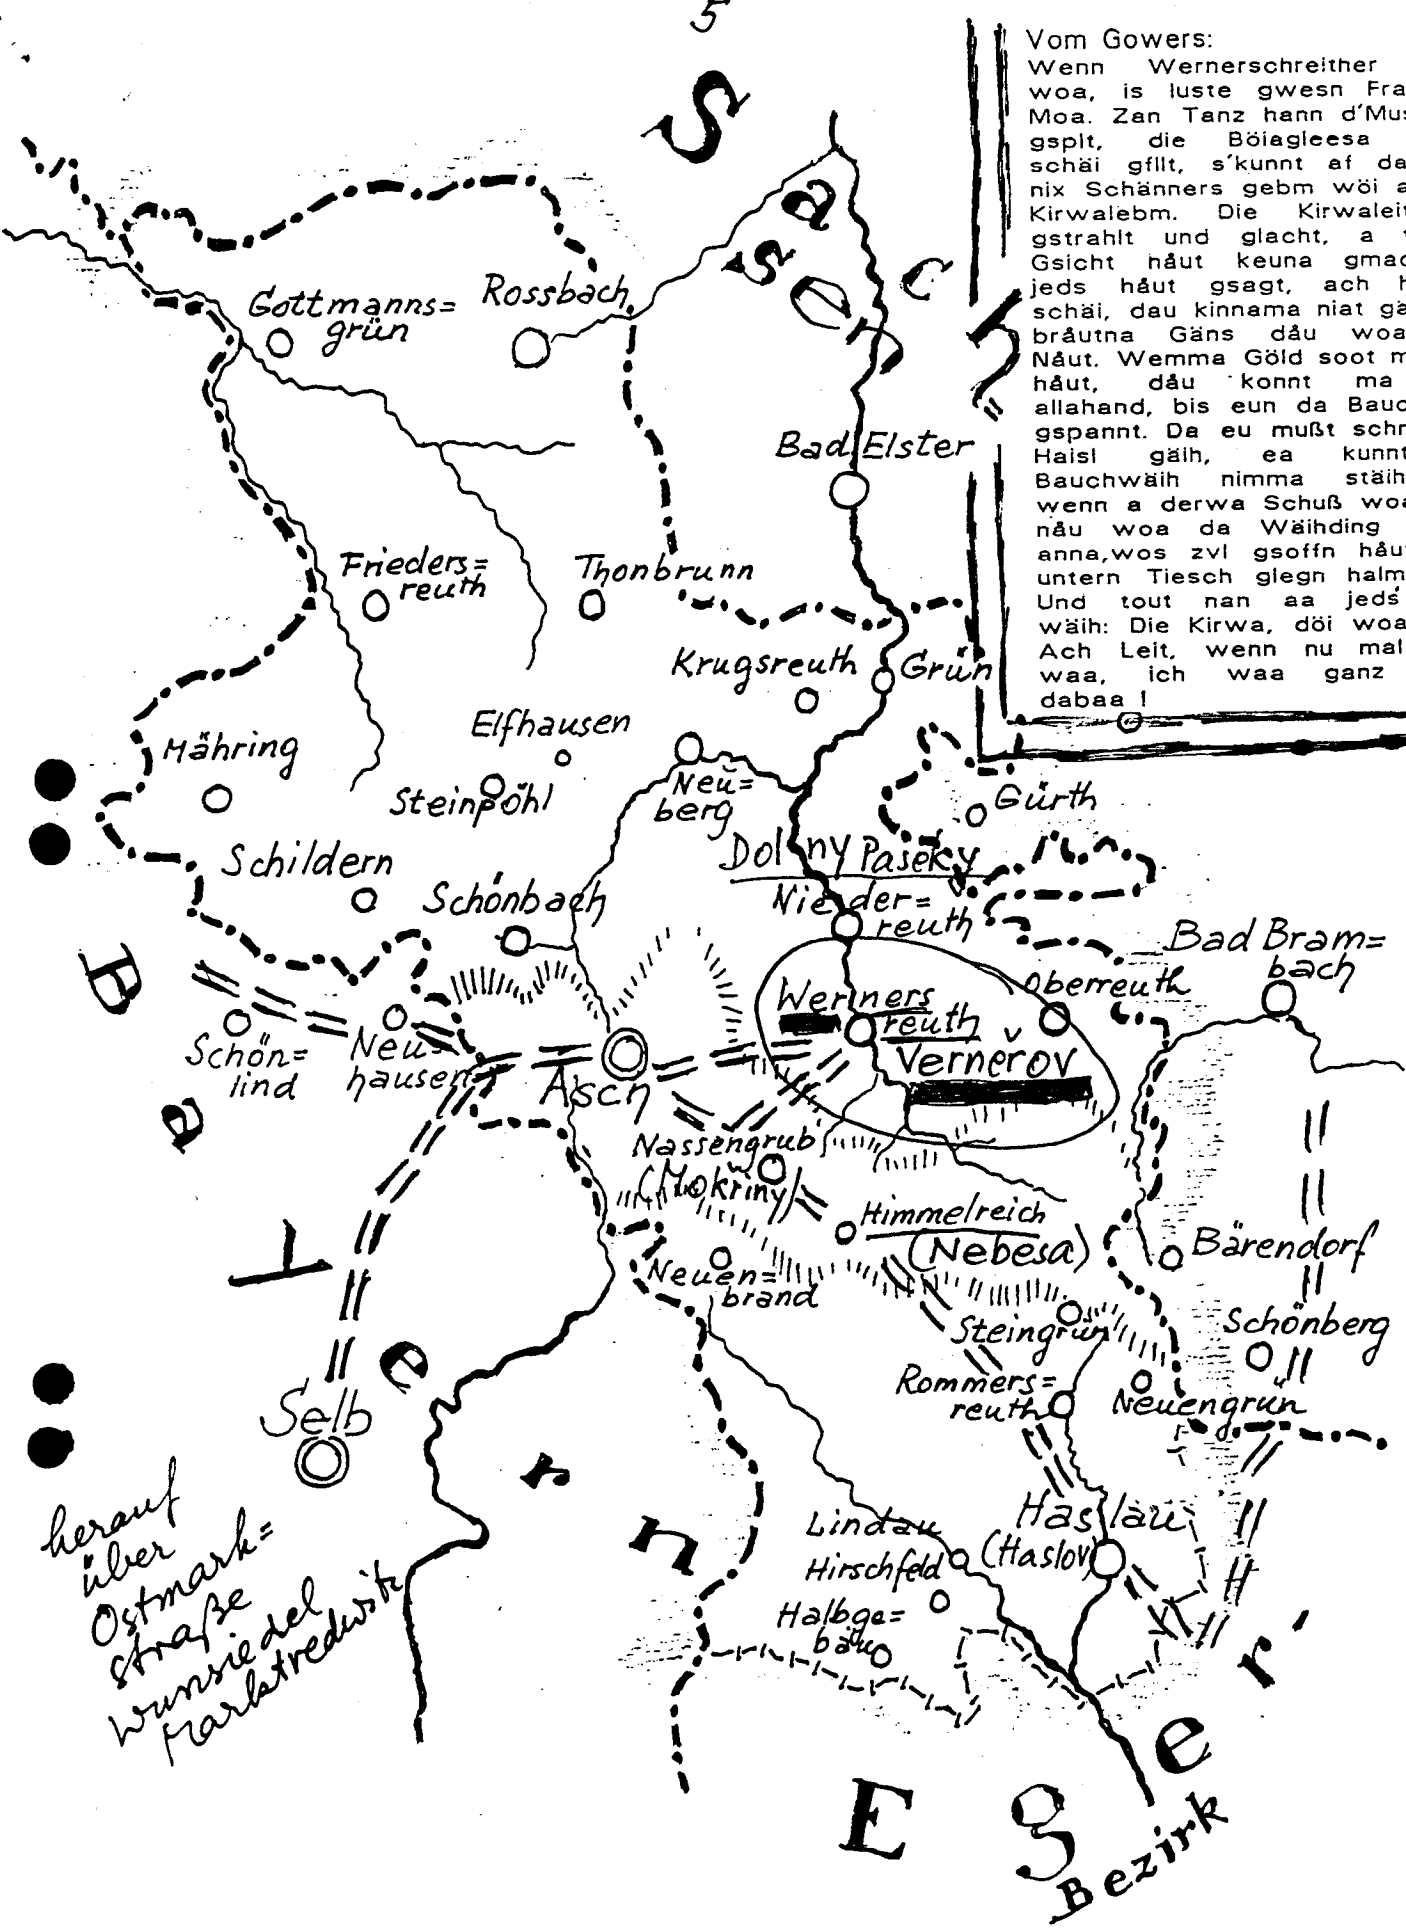 5
Vom Gowers:
Wenn Wernerschreither
woa, is luste gwesn Fra
Moa. Zan Tanz hann d'Mus
gsplt, die Böiagleesa
schäi gfllt, s'kunnt af da
nix Schänners gebm wöi a
Kirwalebm. Die Kirwaleit
gstrahlt und glacht, a
Gsicht håut keuna gmac
jeds håut gsagt, ach h
schäi, dau kinnama niat gä
bråutna Gäns dåu woa
Nåut. Wemma Göld soot m
håut, dåu konnt ma
allahand, bis eun da Bauc
gspannt. Da eu mußt schn
Haisl gäih, ea kunnt
Bauchwäih nimma stäih
wenn a derwa Schuß woa
nåu woa da Wäihding
anna,wos zvl gsoffn håu
untern Tiesch glegn halm
Und tout nan aa jeds
wäih: Die Kirwa, döi woa
Ach Leit, wenn nu mal
waa, ich waa ganz
dabaa !
Sachsen
Gottmanns=
grün
Rossbach
Bad Elster
Frieders=
reuth
Thonbrunn
Krugsreuth
Grün
Elfhausen
Mähring
Steinpöhl
Neu=
berg
Gürth
Schildern
Dolny Paseky
Schönbach
Nieder=
reuth
Bad Bram=
bach
Oberreuth
Werners
reuth
Vernéřov
Schön=
lind
Neu=
hausen
Asch
Nassengrub
(Mokřiny)
Himmelreich
(Nebesa)
Bärendorf
Neuen=
brand
Steingrün
Schönberg
Rommers=
reuth
Neuengrün
Selb
Bayern
herauf
über
Ostmark=
straße
Wunsiedel
Marktredwitz
Haslau
(Haslov)
Lindau
Hirschfeld
Halbge=
bäu
Eger.
Bezirk